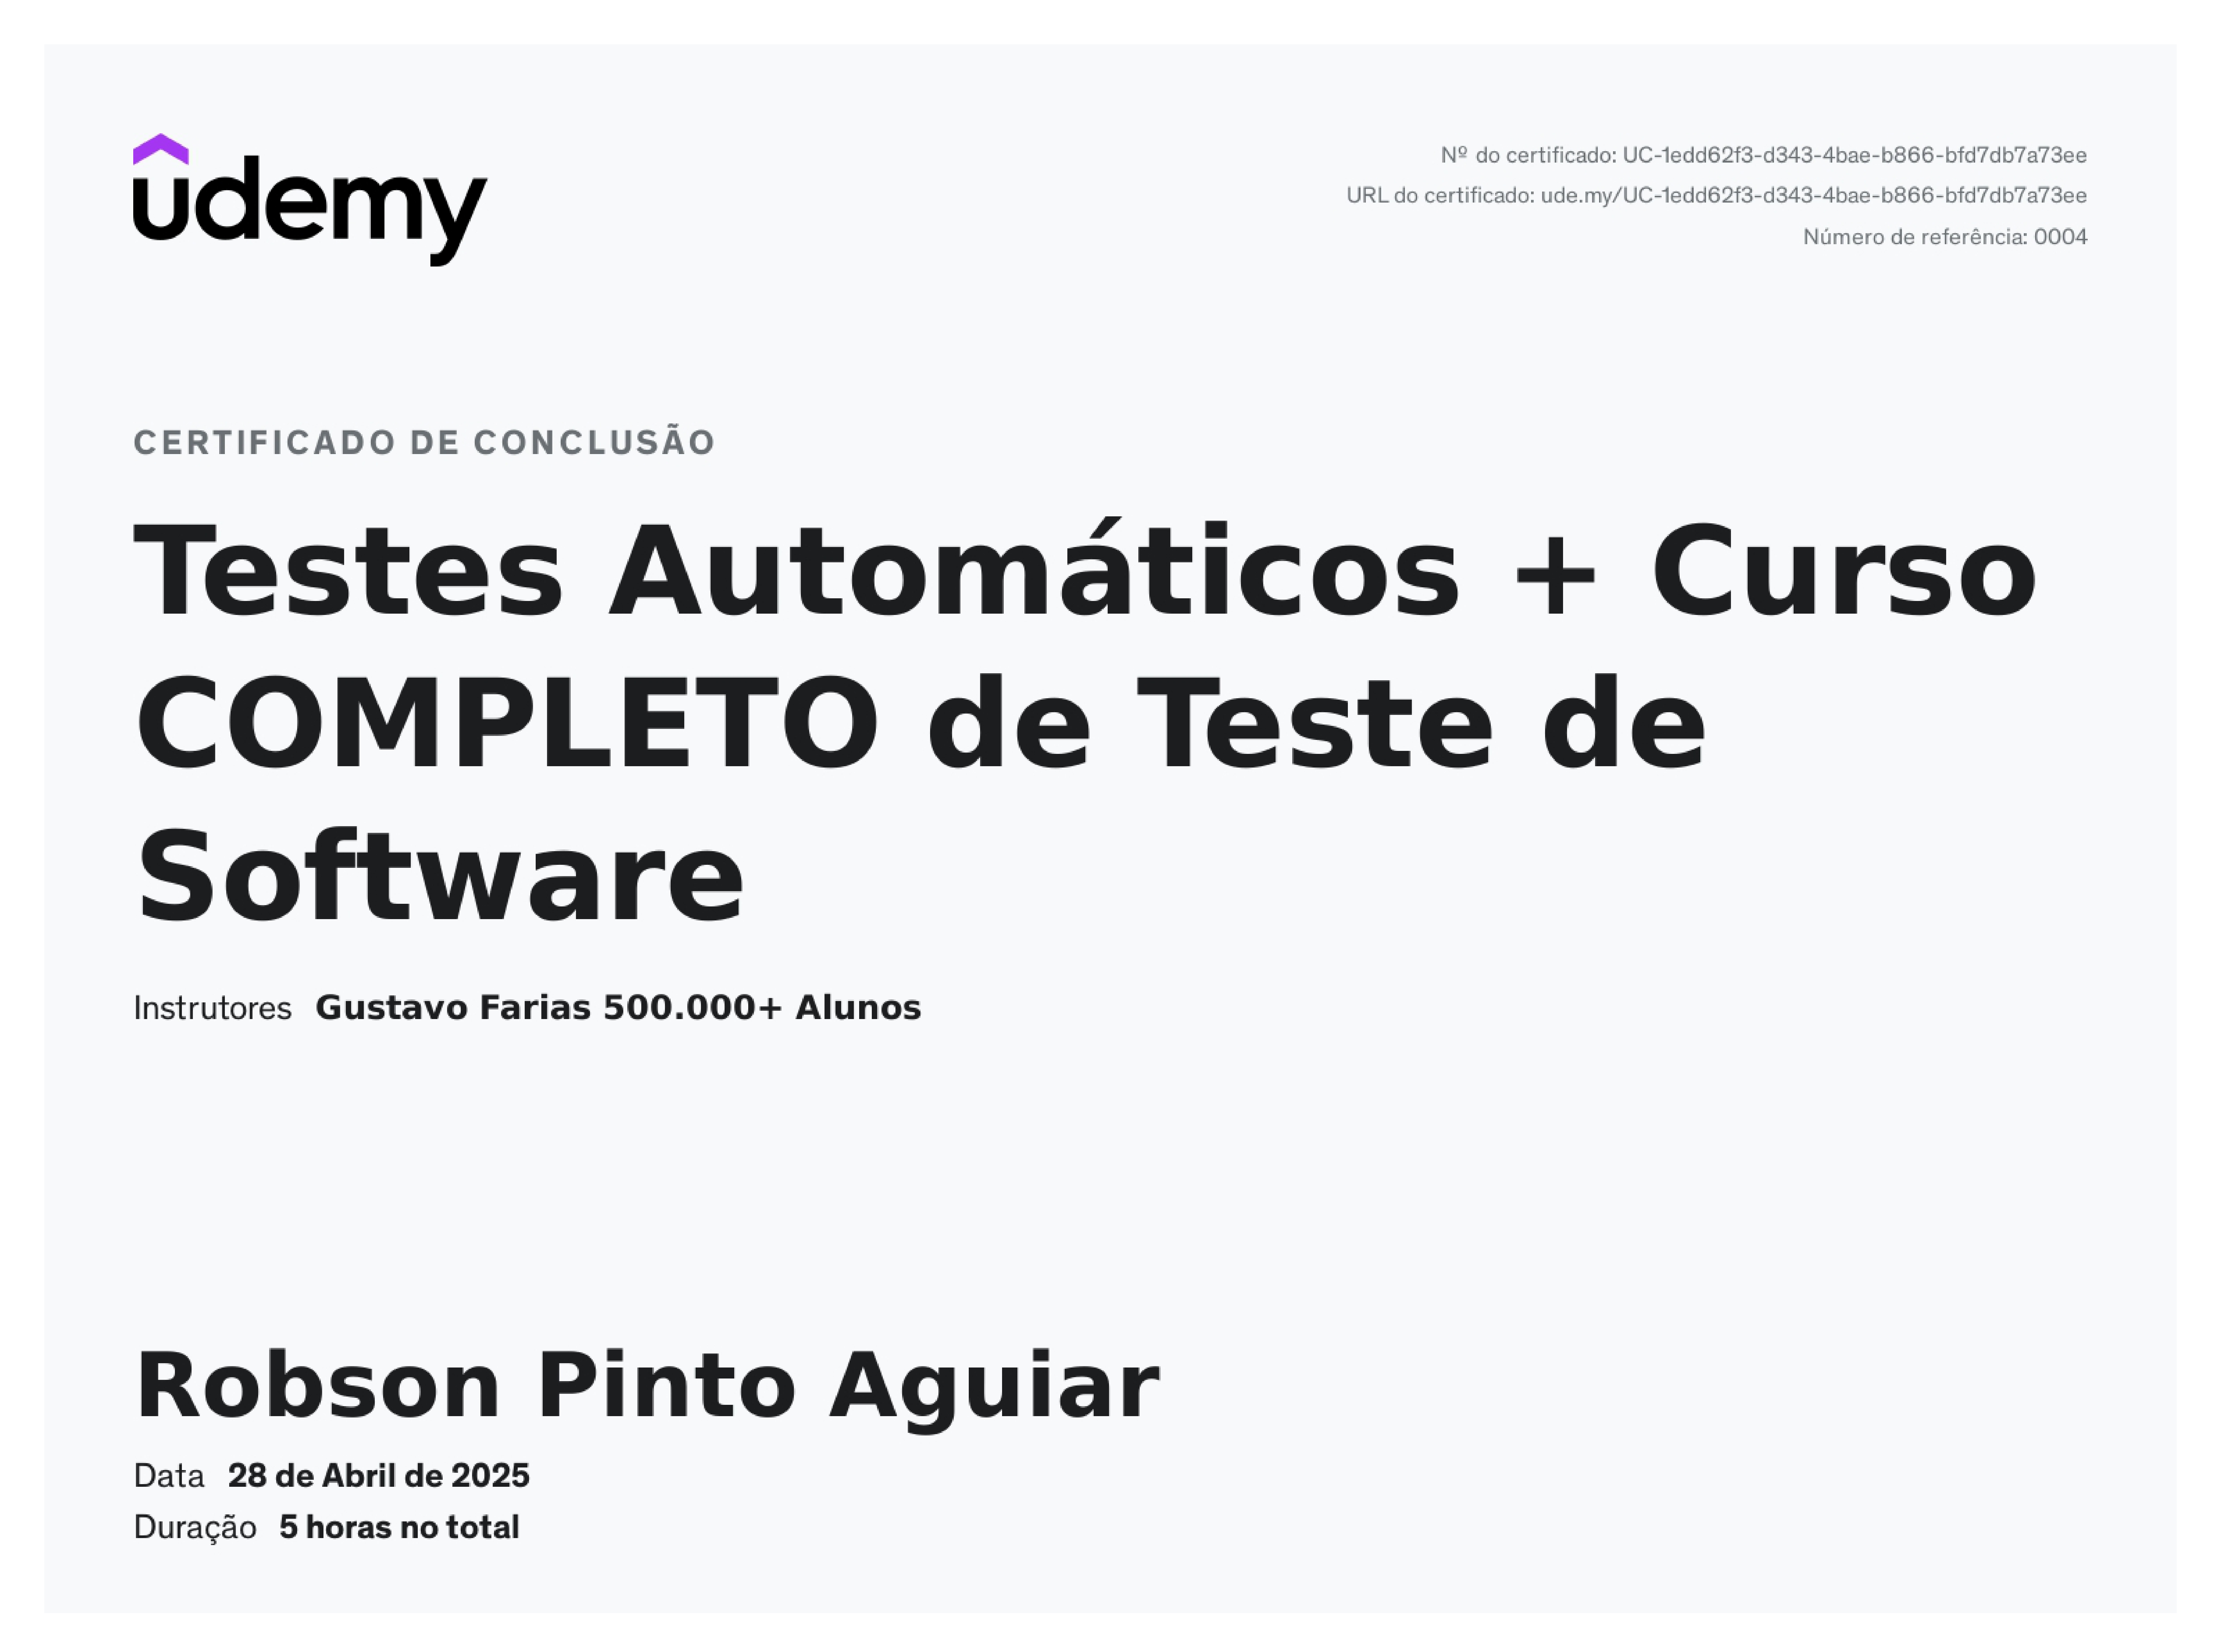 udemy
Nº do certificado: UC-1edd62f3-d343-4bae-b866-bfd7db7a73ee
URL do certificado: ude.my/UC-1edd62f3-d343-4bae-b866-bfd7db7a73ee
Número de referência: 0004
CERTIFICADO DE CONCLUSÃO
Testes Automáticos + Curso
COMPLETO de Teste de
Software
Instrutores Gustavo Farias 500.000+ Alunos
Robson Pinto Aguiar
Data 28 de Abril de 2025
Duração 5 horas no total